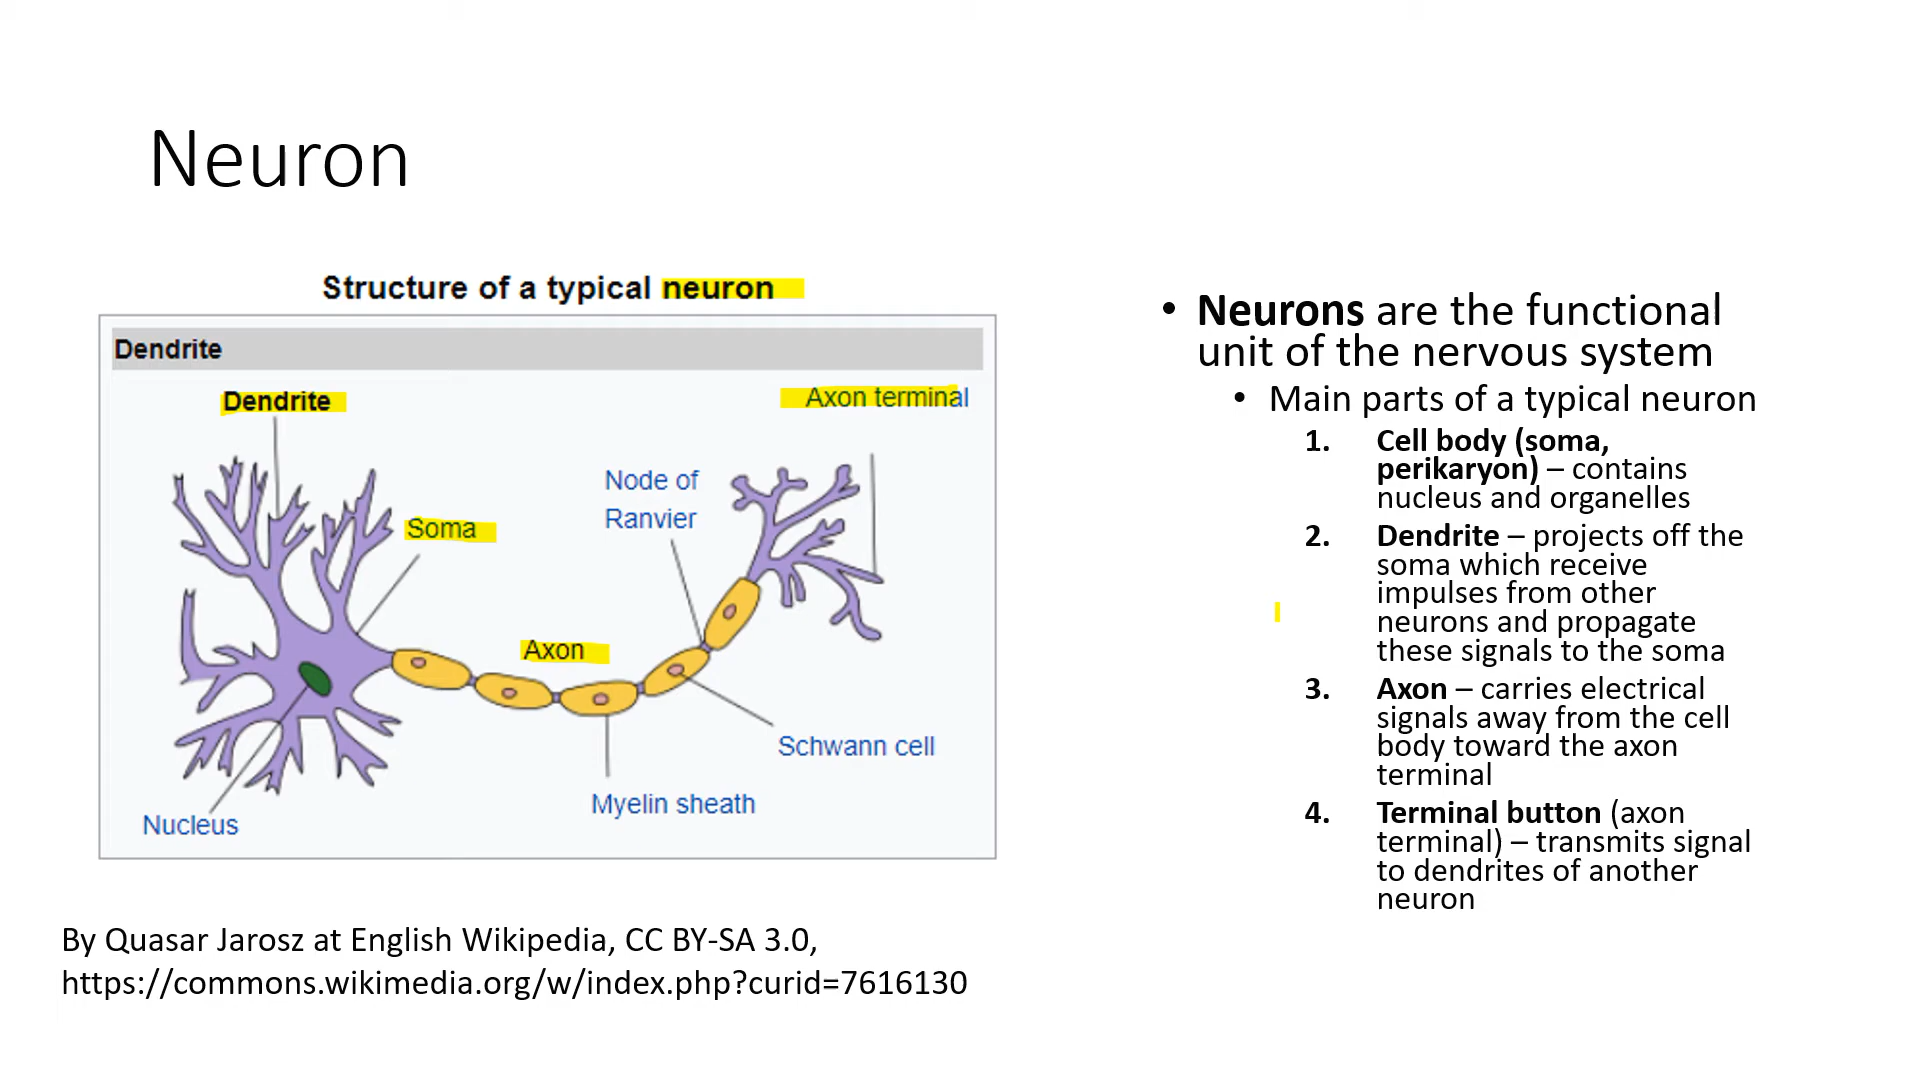 Neuron
Structure of a typical neuron
Dendrite
Dendrite
Axon terminal
Node of
Ranvier
Soma
Axon
Schwann cell
Myelin sheath
Nucleus
By Quasar Jarosz at English Wikipedia, CC BY-SA 3.0,
https://commons.wikimedia.org/w/index.php?curid=7616130
• Neurons are the functional
unit of the nervous system
• Main parts of a typical neuron
1. Cell body (soma,
perikaryon) – contains
nucleus and organelles
2. Dendrite – projects off the
soma which receive
impulses from other
neurons and propagate
these signals to the soma
3. Axon – carries electrical
signals away from the cell
body toward the axon
terminal
4. Terminal button (axon
terminal) – transmits signal
to dendrites of another
neuron